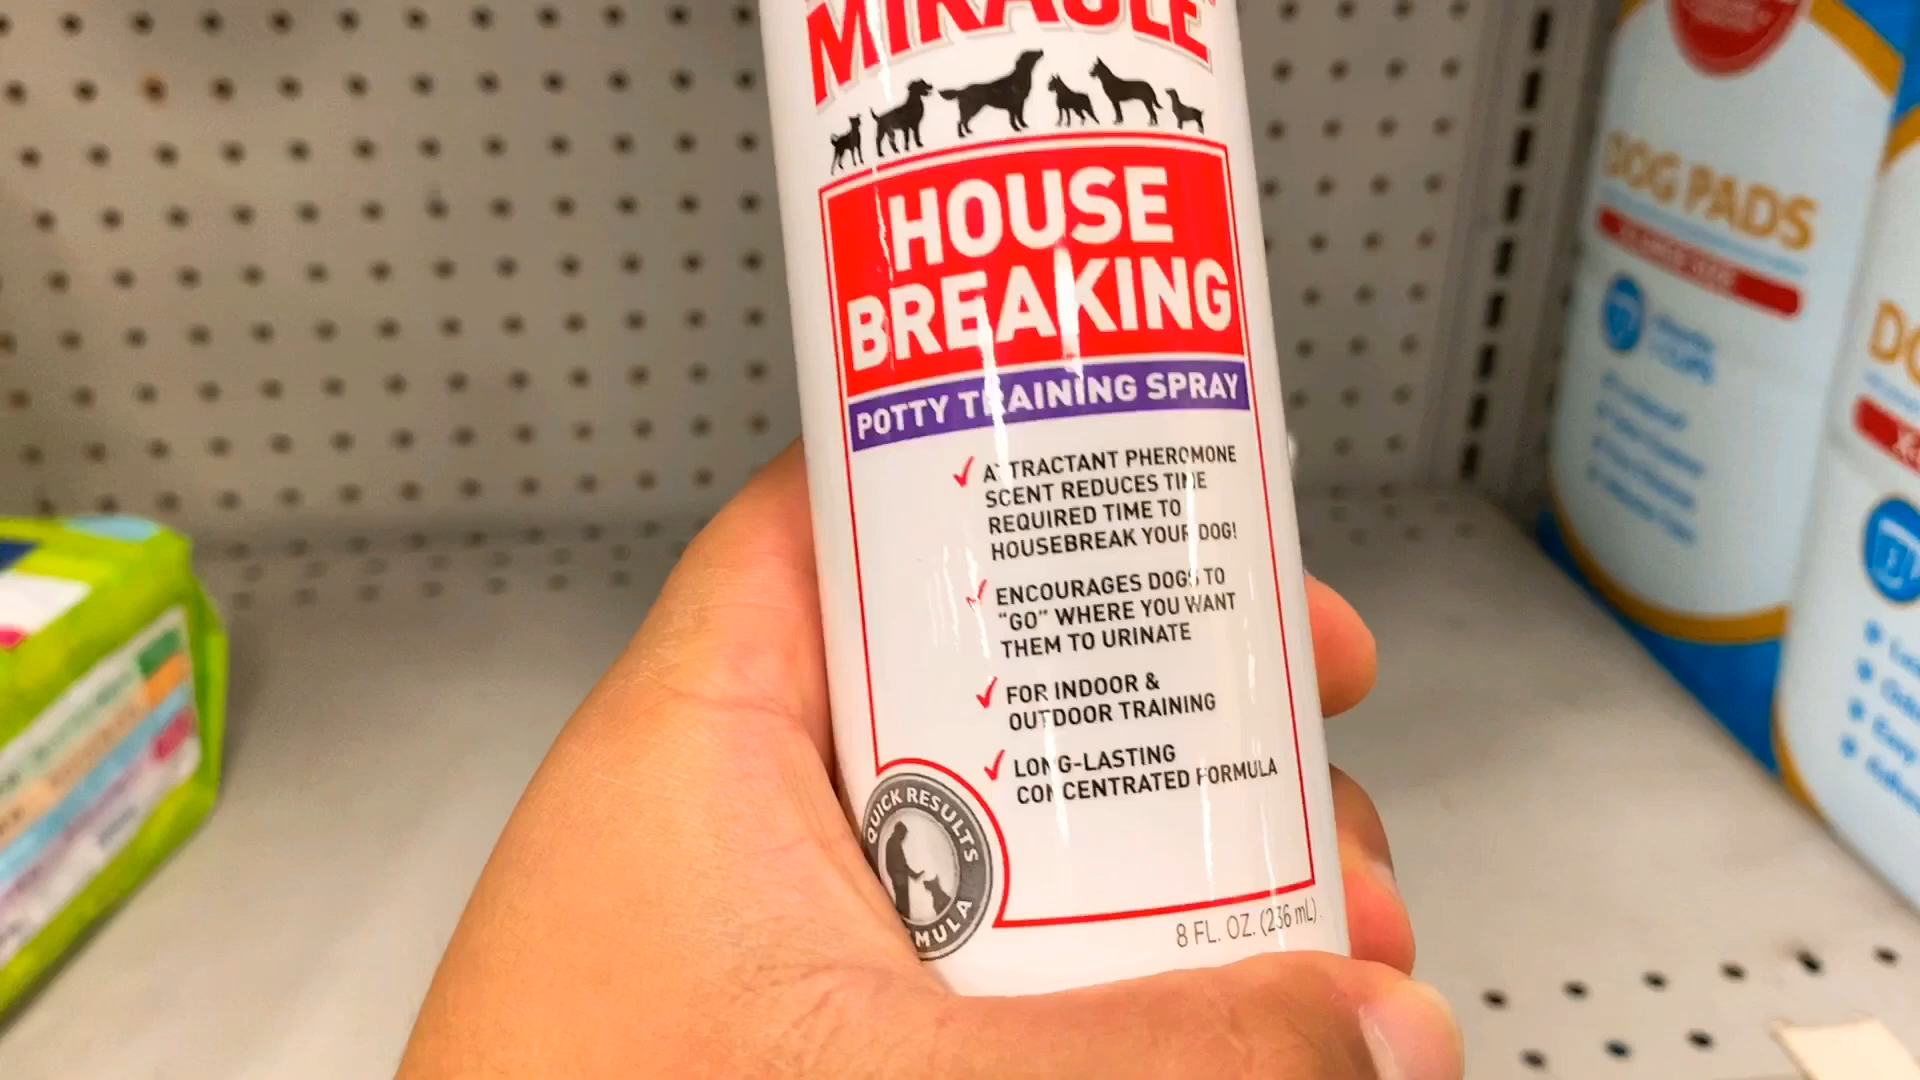 MIRACLE
HOUSE
BREAKING
POTTY TRAINING SPRAY
ATTRACTANT PHEROMONE
SCENT REDUCES TIME
REQUIRED TIME TO
HOUSEBREAK YOUR DOG!
ENCOURAGES DOGS TO
"GO" WHERE YOU WANT
THEM TO URINATE
FOR INDOOR &
OUTDOOR TRAINING
LONG-LASTING
CONCENTRATED FORMULA
QUICK RESULTS
MULA
8 FL. OZ. (236 mL)
DOG PADS